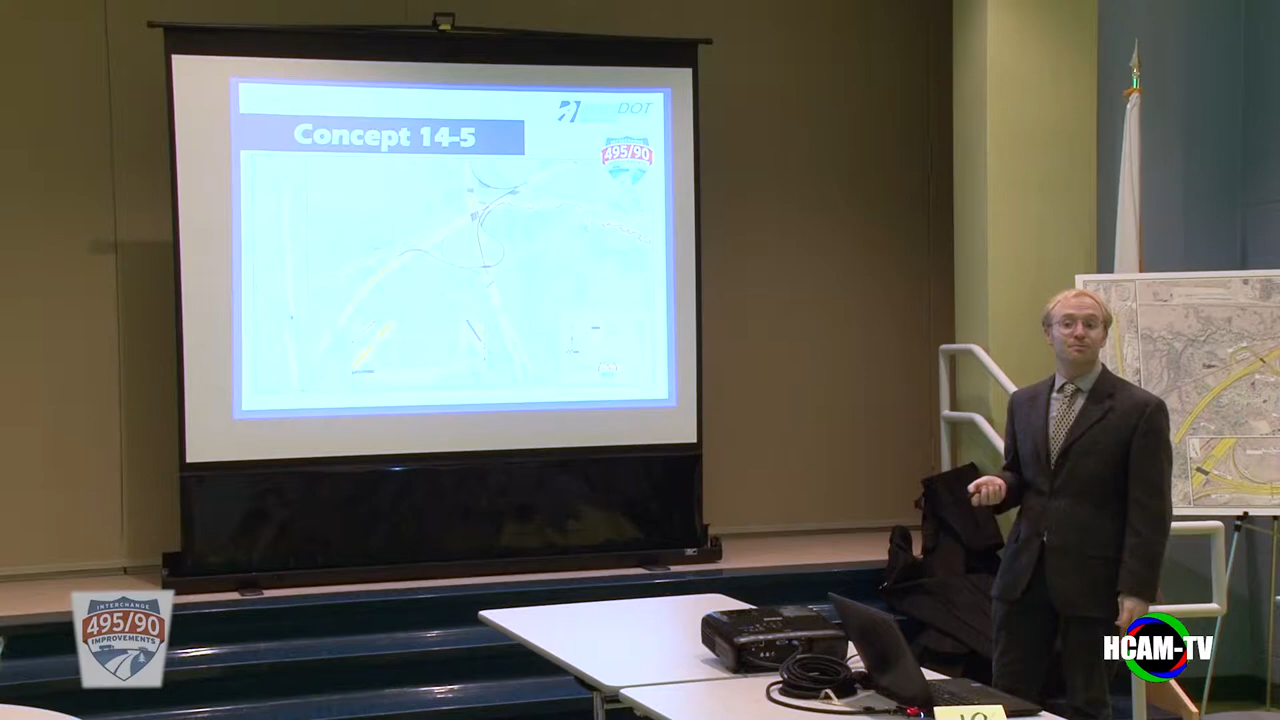 DOT
Concept 14-5
495/90
INTERCHANGE
495/90
IMPROVEMENTS
HCAM-TV